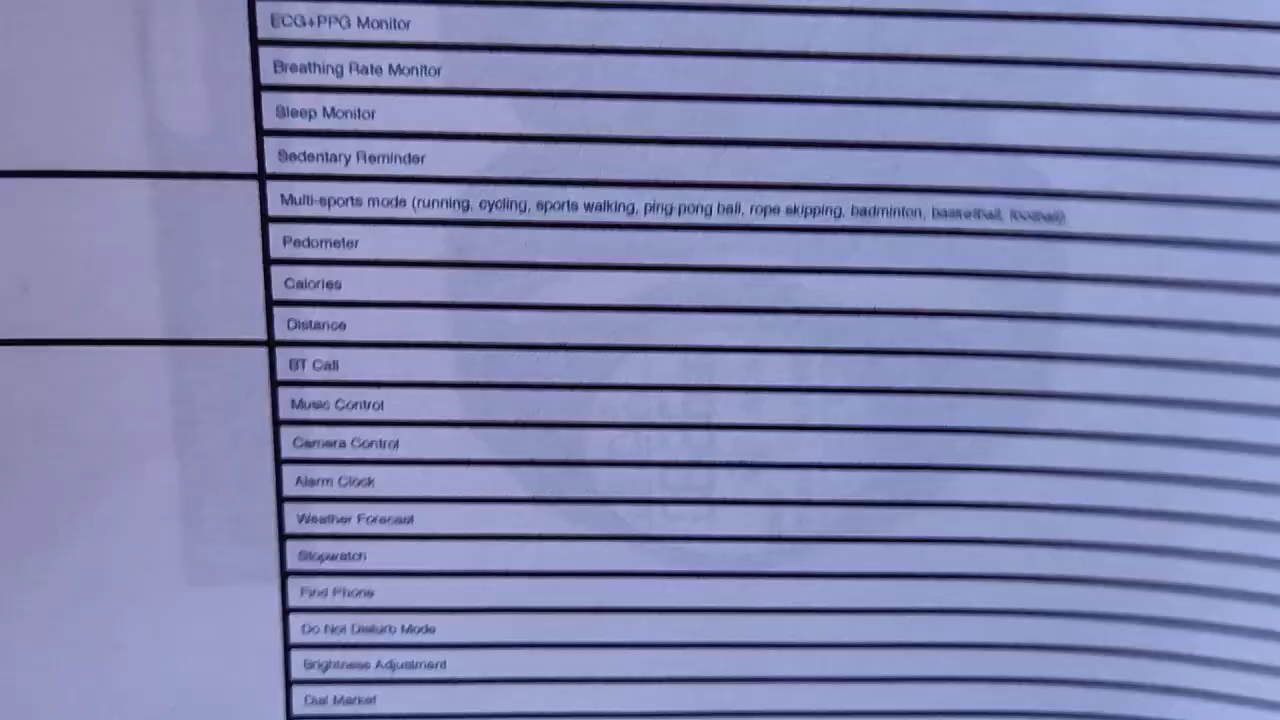 ECG+PPG Monitor
Breathing Rate Monitor
Sleep Monitor
Sedentary Reminder
Multi-sports mode (running, cycling, sports walking, ping-pong ball, rope skipping, badminton, basketball, football)
Pedometer
Calories
Distance
BT Call
Music Control
Camera Control
Alarm Clock
Weather Forecast
Stopwatch
Find Phone
Do Not Disturb Mode
Brightness Adjustment
Dial Market